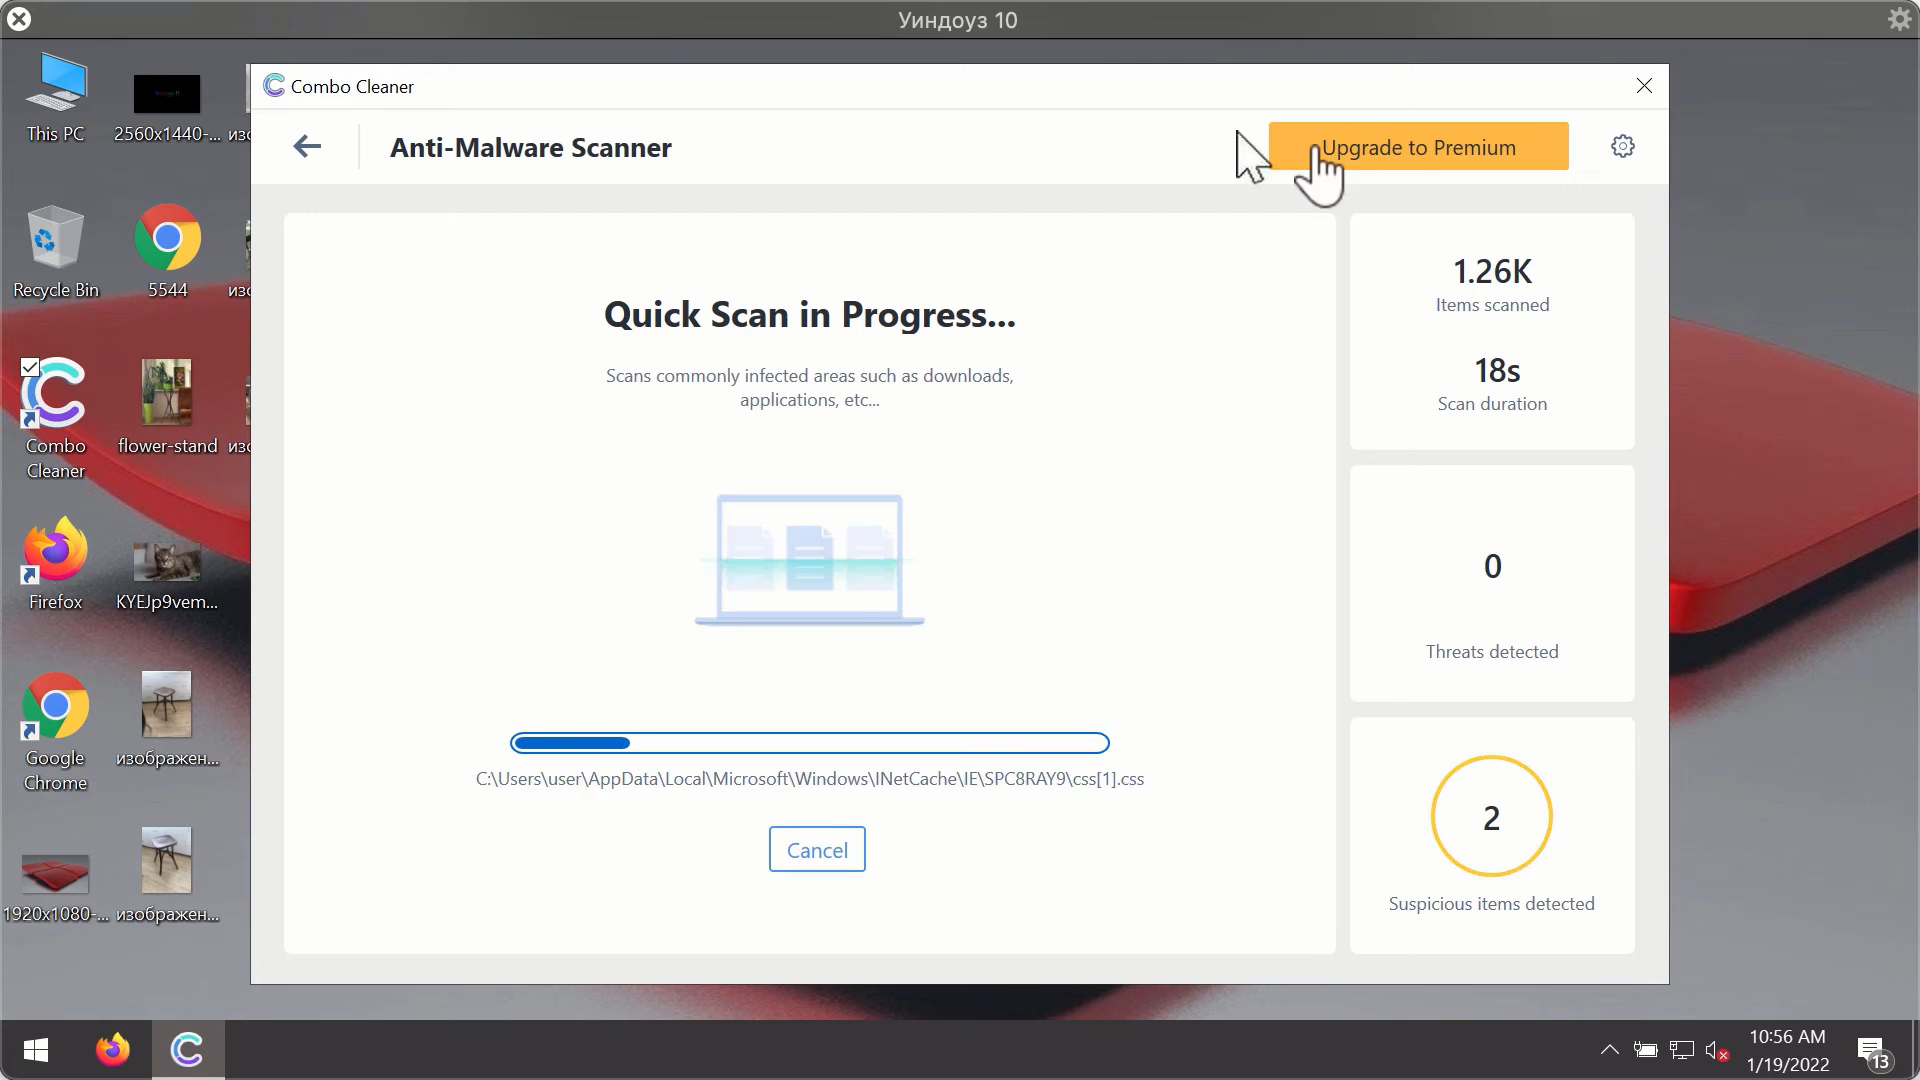 Уиндоуз 10
This PC
2560x1440-...
Recycle Bin
5544
Combo
Cleaner
flower-stand
Firefox
KYEJp9vem...
Google
Chrome
изображен...
1920x1080-...
изображен...
Combo Cleaner
Anti-Malware Scanner
Upgrade to Premium
Quick Scan in Progress...
Scans commonly infected areas such as downloads,
applications, etc...
C:\Users\user\AppData\Local\Microsoft\Windows\INetCache\IE\SPC8RAY9\css[1].css
Cancel
1.26K
Items scanned
18s
Scan duration
0
Threats detected
2
Suspicious items detected
10:56 AM
1/19/2022
13